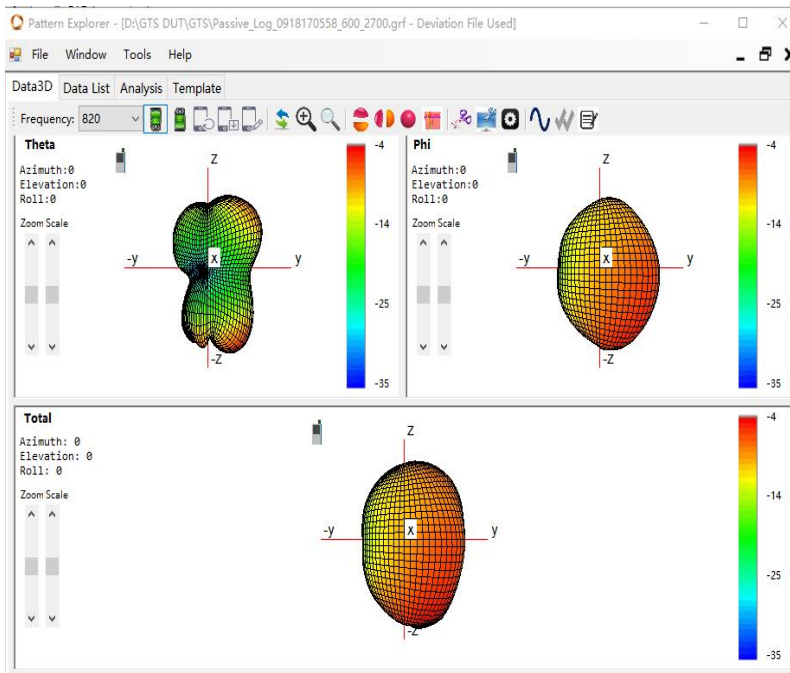 Pattern Explorer - [D:\GTS DUT\GTS\Passive_Log_0918170558_600_2700.grf - Deviation File Used]
File Window Tools Help
Data3D Data List Analysis Template
Frequency: 820
Theta
Azimuth:0
Elevation:0
Roll:0
Zoom Scale
Z
-y
x
y
-Z
-4
-14
-25
-35
Phi
Azimuth:0
Elevation:0
Roll:0
Zoom Scale
Z
-y
x
y
-Z
-4
-14
-25
-35
Total
Azimuth: 0
Elevation: 0
Roll: 0
Zoom Scale
Z
-y
x
y
-Z
-4
-14
-25
-35